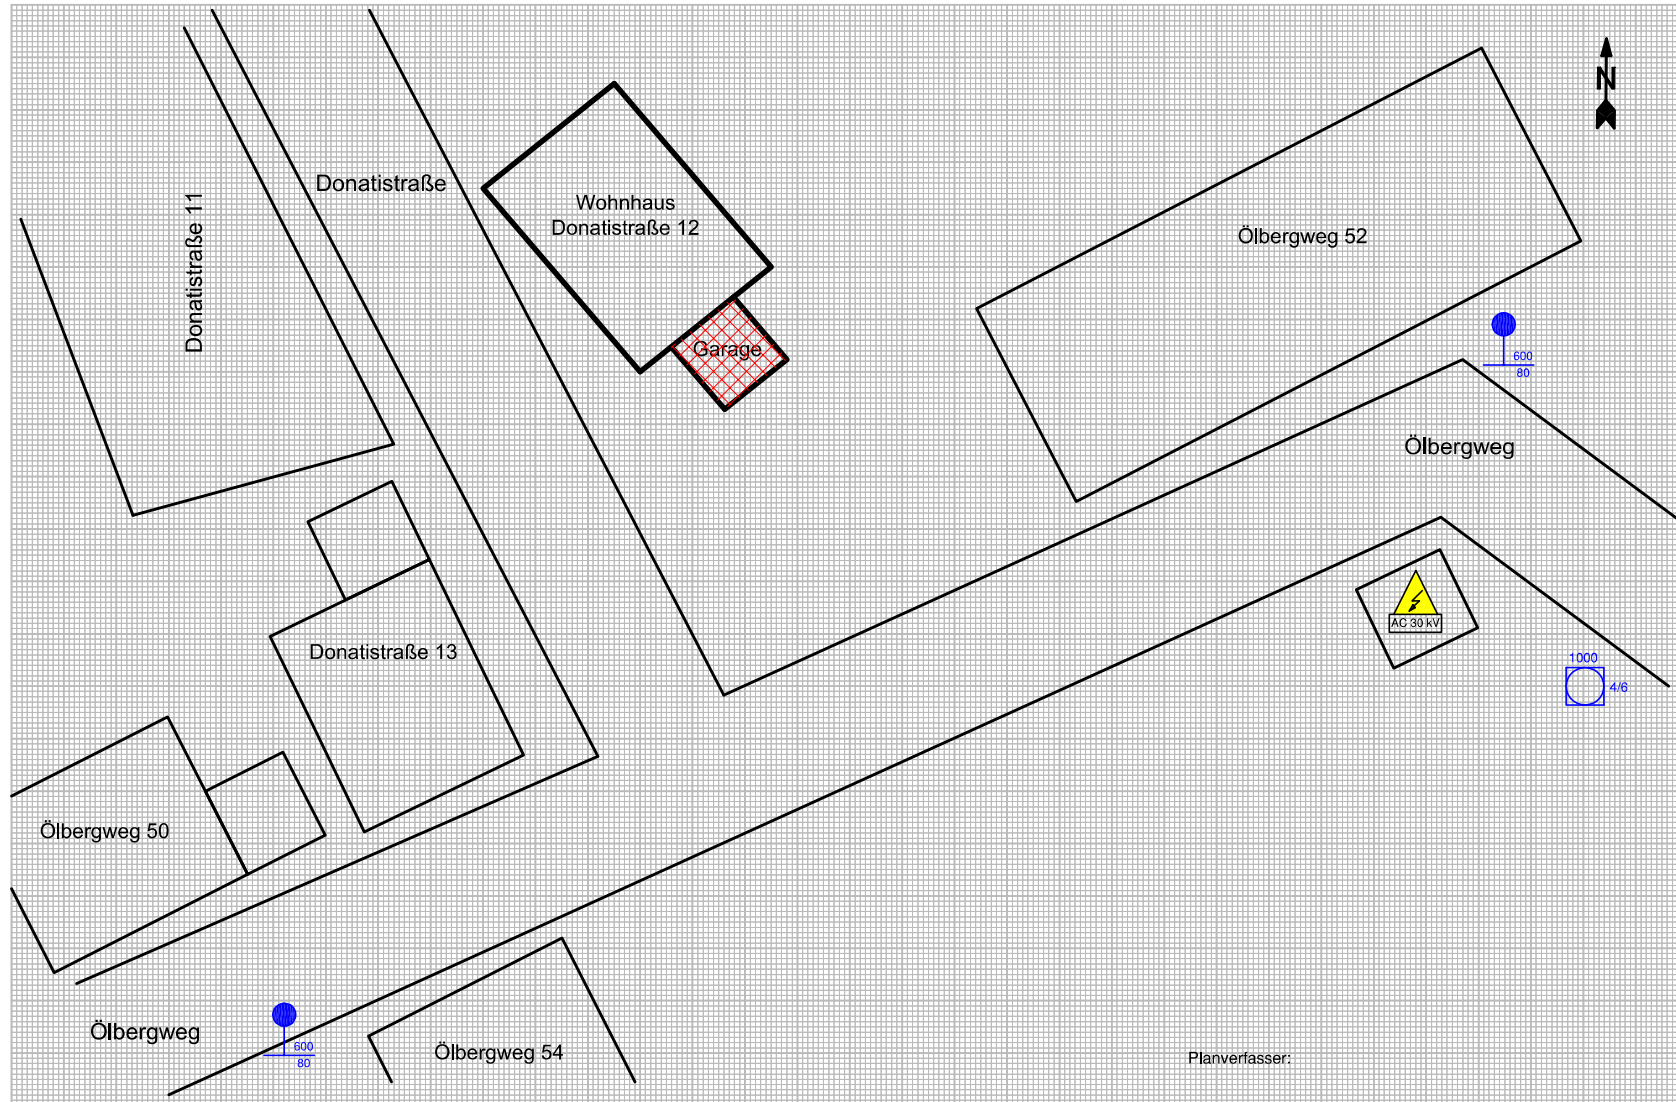 N
Donatistraße
Donatistraße 11
Wohnhaus
Donatistraße 12
Garage
Ölbergweg 52
600
80
Ölbergweg
AC 30 kV
1000
4/6
Donatistraße 13
Ölbergweg 50
Ölbergweg
600
80
Ölbergweg 54
Planverfasser: